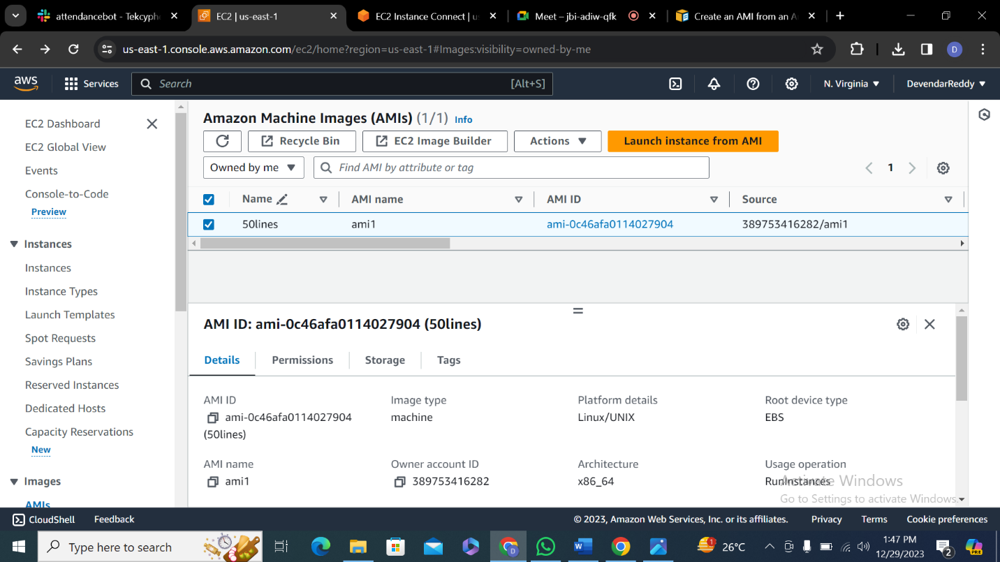 attendancebot - Tekcyph
EC2 | us-east-1
EC2 Instance Connect | u
Meet – jbi-adiw-qfk
Create an AMI from an A
us-east-1.console.aws.amazon.com/ec2/home?region=us-east-1#Images:visibility=owned-by-me
D
aws
Services
Search
[Alt+S]
N. Virginia
DevendarReddy
EC2 Dashboard
EC2 Global View
Events
Console-to-Code
Preview
Instances
Instances
Instance Types
Launch Templates
Spot Requests
Savings Plans
Reserved Instances
Dedicated Hosts
Capacity Reservations
New
Images
AMIs
Amazon Machine Images (AMIs) (1/1) Info
Recycle Bin
EC2 Image Builder
Actions
Launch instance from AMI
Owned by me
Find AMI by attribute or tag
1
Name
AMI name
AMI ID
Source
50lines
ami1
ami-0c46afa0114027904
389753416282/ami1
AMI ID: ami-0c46afa0114027904 (50lines)
Details
Permissions
Storage
Tags
AMI ID
ami-0c46afa0114027904
(50lines)
Image type
machine
Platform details
Linux/UNIX
Root device type
EBS
AMI name
ami1
Owner account ID
389753416282
Architecture
x86_64
Usage operation
RunInstances
Activate Windows
Go to Settings to activate Windows.
CloudShell
Feedback
© 2023, Amazon Web Services, Inc. or its affiliates.
Privacy
Terms
Cookie preferences
Type here to search
D
1
26°C
1:47 PM
12/29/2023
2
PRE